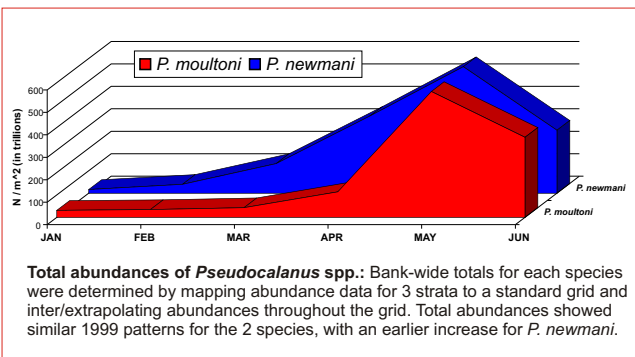 P. moultoni P. newmani
N / m^2 (in trillions)
600
500
400
300
200
100
0
P. newmani
P. moultoni
JAN FEB MAR APR MAY JUN
Total abundances of Pseudocalanus spp.: Bank-wide totals for each species
were determined by mapping abundance data for 3 strata to a standard grid and
inter/extrapolating abundances throughout the grid. Total abundances showed
similar 1999 patterns for the 2 species, with an earlier increase for P. newmani.